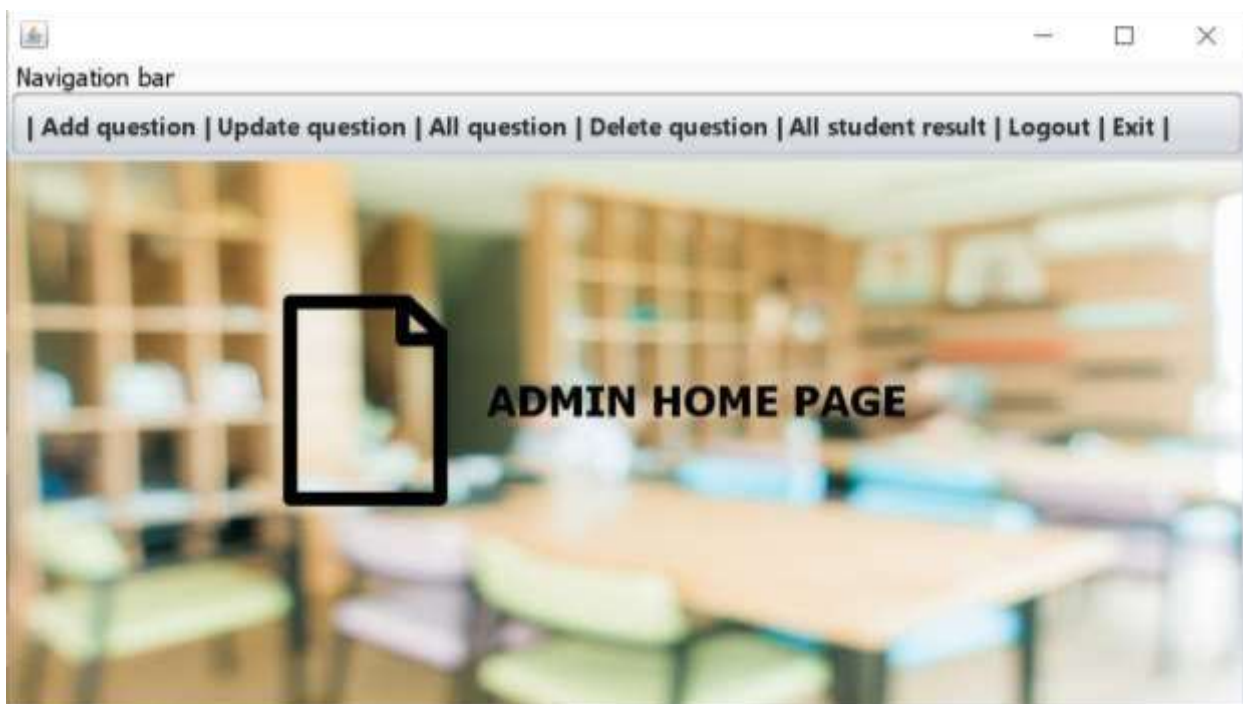 Navigation bar
| Add question | Update question | All question | Delete question | All student result | Logout | Exit |
ADMIN HOME PAGE